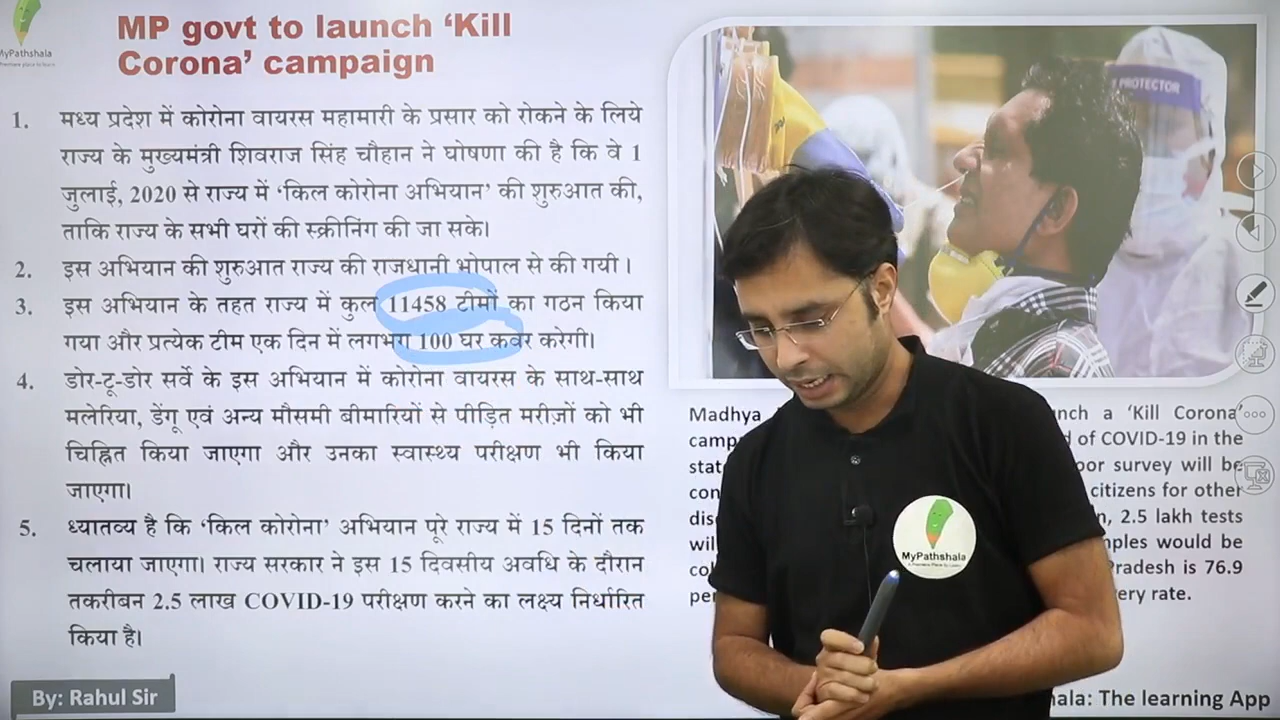 MyPathshala
MP govt to launch ‘Kill
Corona’ campaign
1. मध्य प्रदेश में कोरोना वायरस महामारी के प्रसार को रोकने के लिये
राज्य के मुख्यमंत्री शिवराज सिंह चौहान ने घोषणा की है कि वे 1
जुलाई, 2020 से राज्य में ‘किल कोरोना अभियान’ की शुरुआत की,
ताकि राज्य के सभी घरों की स्क्रीनिंग की जा सके।
2. इस अभियान की शुरुआत राज्य की राजधानी भोपाल से की गयी।
3. इस अभियान के तहत राज्य में कुल 11458 टीमों का गठन किया
गया और प्रत्येक टीम एक दिन में लगभग 100 घर कवर करेगी।
4. डोर-टू-डोर सर्वे के इस अभियान में कोरोना वायरस के साथ-साथ
मलेरिया, डेंगू एवं अन्य मौसमी बीमारियों से पीड़ित मरीज़ों को भी
चिह्नित किया जाएगा और उनका स्वास्थ्य परीक्षण भी किया
जाएगा।
5. ध्यातव्य है कि ‘किल कोरोना’ अभियान पूरे राज्य में 15 दिनों तक
चलाया जाएगा। राज्य सरकार ने इस 15 दिवसीय अवधि के दौरान
तकरीबन 2.5 लाख COVID-19 परीक्षण करने का लक्ष्य निर्धारित
किया है।
By: Rahul Sir
PROTECTOR
Madhya a ‘Kill Corona’
of COVID-19 in the
survey will be
citizens for other
2.5 lakh tests
would be
Pradesh is 76.9
rate.
MyPathshala
The learning App